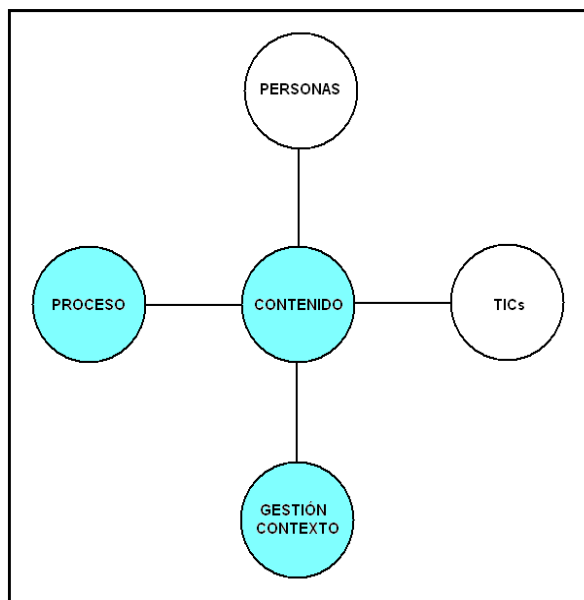 PERSONAS
PROCESO
CONTENIDO
TICs
GESTIÓN
CONTEXTO